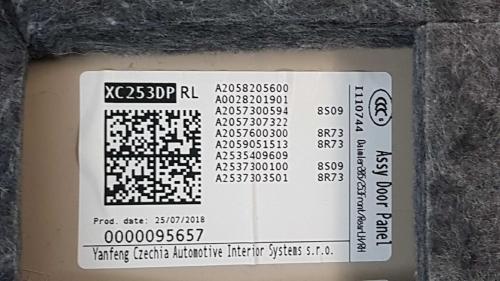 XC253DP RL
A2058205600
A0028201901
A2057300594 8S09
A2057307322
A2057600300 8R73
A2059051513 8R73
A2535409609
A2537300100 8S09
A2537303501 8R73
Prod. date: 25/07/2018
0000095657
Yanfeng Czechia Automotive Interior Systems s.r.o.
CCC
I110744
Assy Door Panel